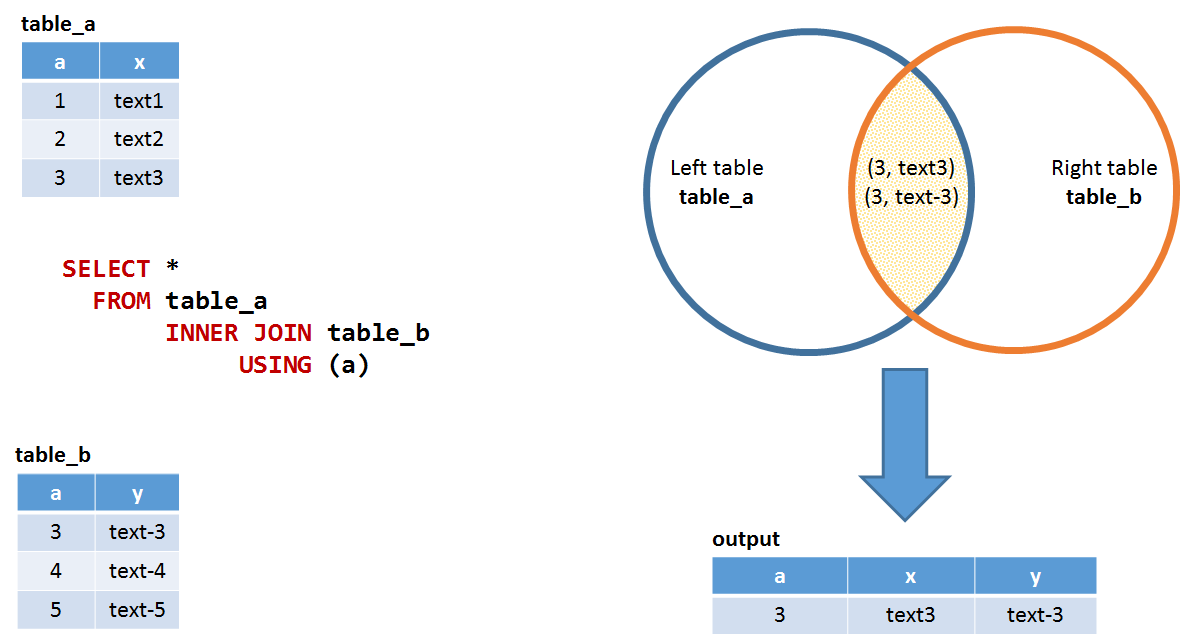 table_a
a x
1 text1
2 text2
3 text3
SELECT *
FROM table_a
INNER JOIN table_b
USING (a)
table_b
a y
3 text-3
4 text-4
5 text-5
Left table
table_a
(3, text3)
(3, text-3)
Right table
table_b
output
a x y
3 text3 text-3